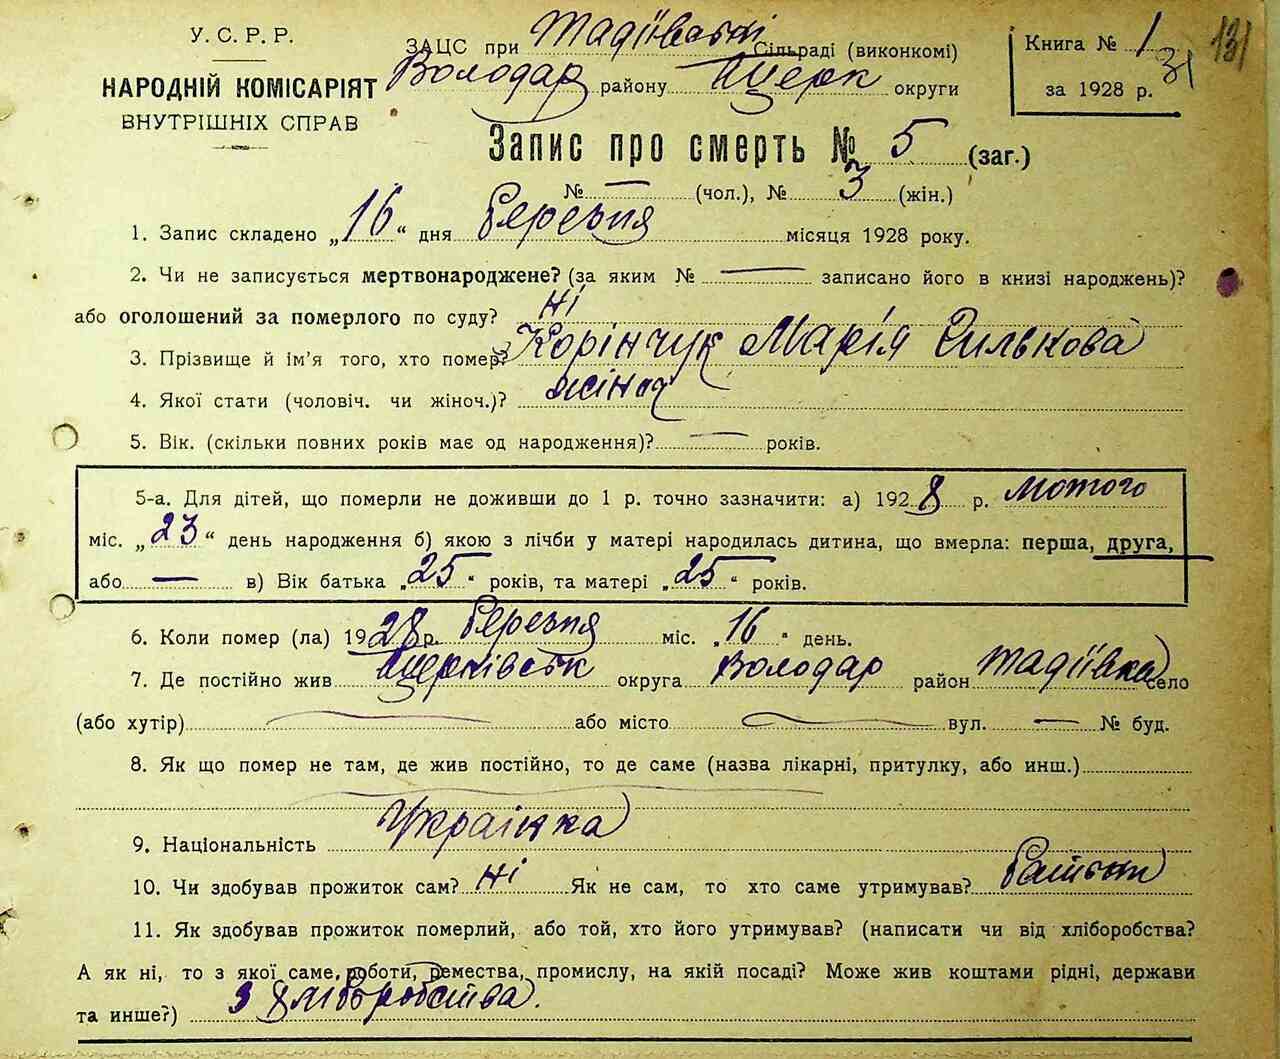 У. С. Р. Р.
НАРОДНІЙ КОМІСАРІЯТ
ВНУТРІШНІХ СПРАВ
ЗАЦС при Тадіївські Сільраді (виконкомі)
Володар району Б Церк округи
Книга № 1
31
131
за 1928 р.
Запис про смерть № 5 (заг.)
№ — (чол.), № 3 (жін.)
1. Запис складено „16“ дня березня місяця 1928 року.
2. Чи не записується мертвонароджене? (за яким № — записано його в книзі народжень)?
або оголошений за померлого по суду? ні
3. Прізвище й ім'я того, хто помер? Корінчук Марія Силькова
4. Якої стати (чоловіч. чи жіноч.)? жіноч
5. Вік. (скільки повних років має од народження)? — років.
5-а. Для дітей, що померли не доживши до 1 р. точно зазначити: а) 1928 р. лютого
міс. „23“ день народження б) якою з лічби у матері народилась дитина, що вмерла: перша, друга,
або — в) Вік батька „25“ років, та матері „25“ років.
6. Коли помер (ла) 1928 р. березня міс. „16“ день.
7. Де постійно жив Б Церківськ округа Володар район Тадіївка село
(або хутір) — або місто — вул. — № буд.
8. Як що помер не там, де жив постійно, то де саме (назва лікарні, притулку, або инш.)
9. Національність Українка
10. Чи здобував прожиток сам? ні Як не сам, то хто саме утримував? батьки
11. Як здобував прожиток померлий, або той, хто його утримував? (написати чи від хліборобства?
А як ні, то з якої саме роботи, ремества, промислу, на якій посаді? Може жив коштами рідні, держави
та инше?) З хліборобства.